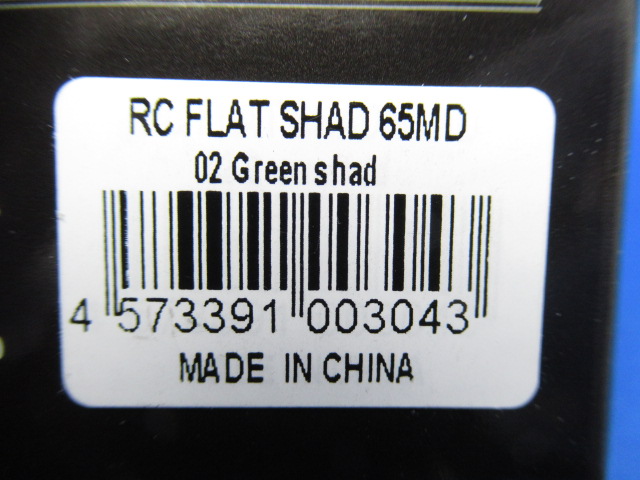 RC FLAT SHAD 65MD
02 Green shad
4 573391 003043
MADE IN CHINA